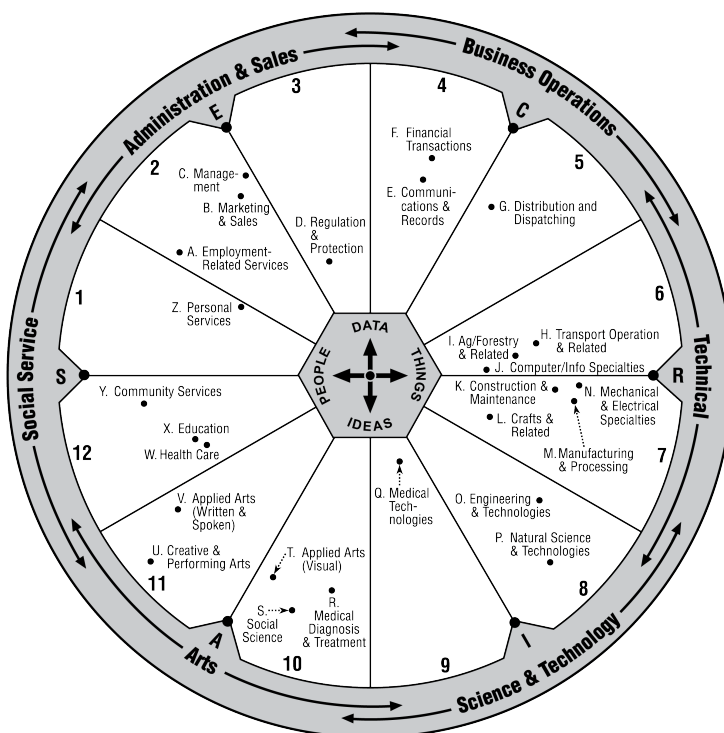 Administration & Sales
Business Operations
Technical
Science & Technology
Arts
Social Service
E
C
R
I
A
S
1
2
3
4
5
6
7
8
9
10
11
12
DATA
THINGS
IDEAS
PEOPLE
F. Financial
Transactions
E. Communi-
cations &
Records
C. Manage-
ment
B. Marketing
& Sales
D. Regulation
&
Protection
A. Employment-
Related Services
Z. Personal
Services
G. Distribution and
Dispatching
H. Transport Operation
& Related
I. Ag/Forestry
& Related
J. Computer/Info Specialties
K. Construction &
Maintenance
N. Mechanical
& Electrical
Specialties
L. Crafts &
Related
M. Manufacturing
& Processing
Y. Community Services
X. Education
W. Health Care
V. Applied Arts
(Written &
Spoken)
U. Creative &
Performing Arts
T. Applied Arts
(Visual)
S.
Social
Science
R.
Medical
Diagnosis
& Treatment
Q. Medical
Tech-
nologies
O. Engineering
& Technologies
P. Natural Science
& Technologies